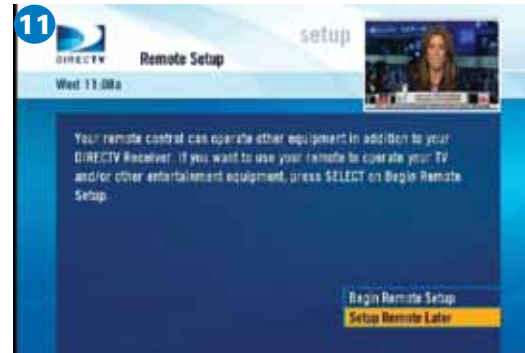 11
setup
DIRECTV
Remote Setup
Wed 11:08a
Your remote control can operate other equipment in addition to your
DIRECTV Receiver. If you want to use your remote to operate your TV
and/or other entertainment equipment, press SELECT on Begin Remote
Setup.
Begin Remote Setup
Setup Remote Later